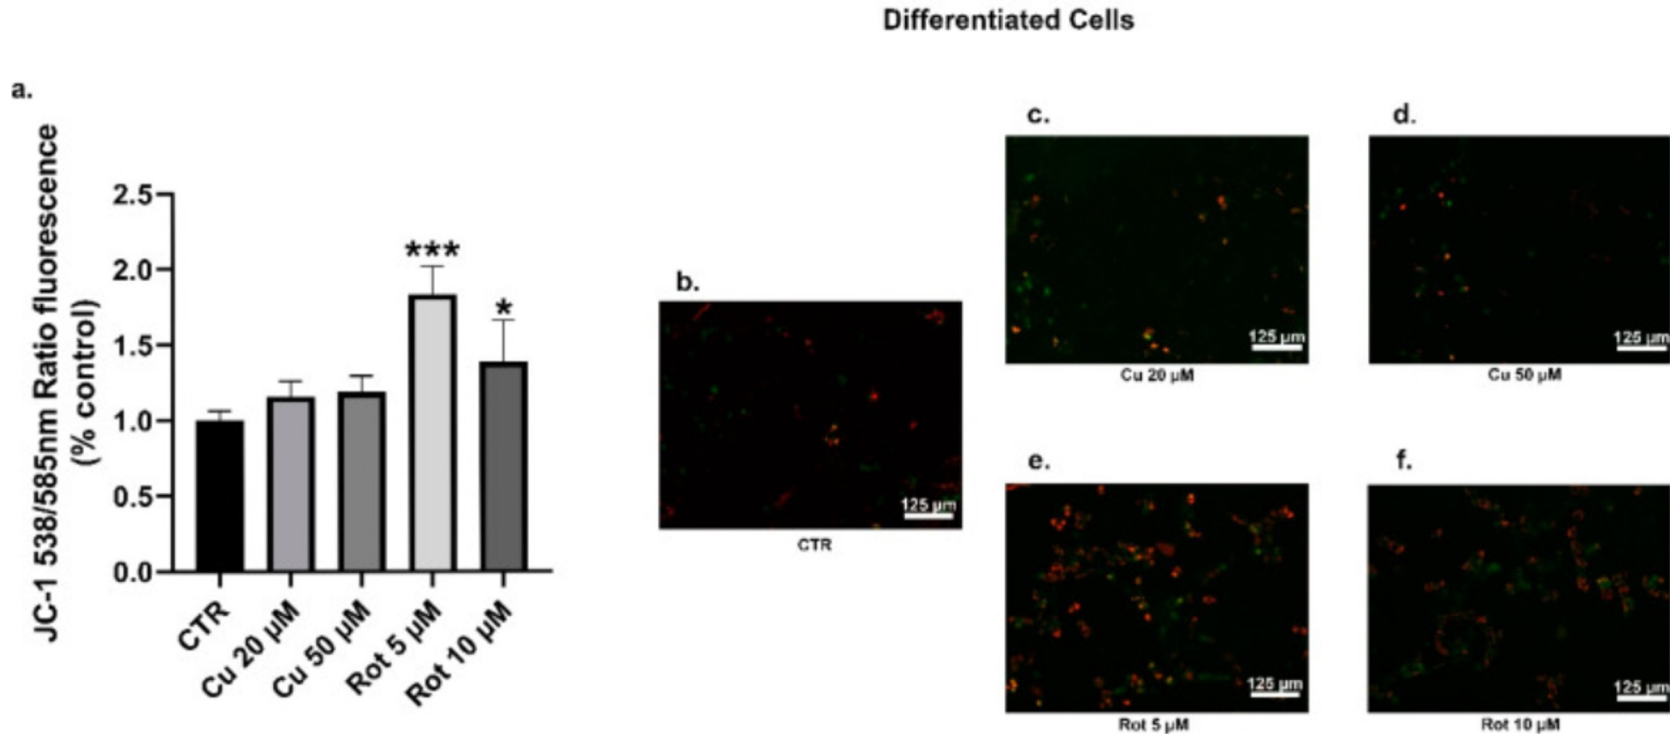 Differentiated Cells
a.
JC-1 538/585nm Ratio fluorescence
(% control)
2.5
2.0
1.5
1.0
0.5
0.0
***
*
CTR
Cu 20 µM
Cu 50 µM
Rot 5 µM
Rot 10 µM
b.
125 µm
CTR
c.
125 µm
Cu 20 µM
d.
125 µm
Cu 50 µM
e.
125 µm
Rot 5 µM
f.
125 µm
Rot 10 µM